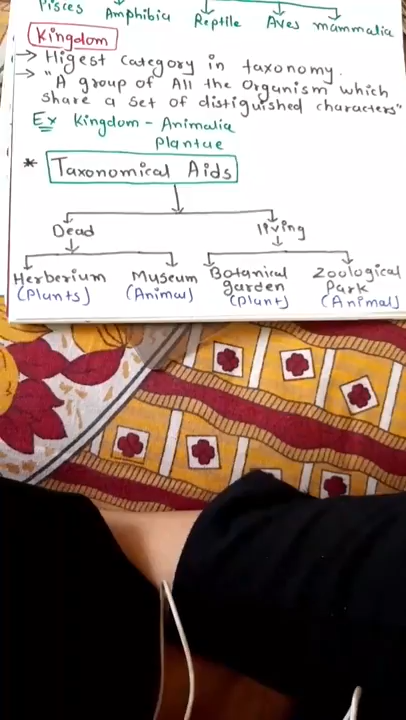 Pisces Amphibia Reptile Aves mammalia
Kingdom
→ Higest Category in taxonomy.
→ "A group of All the Organism which
share a set of distiguished characters"
Ex Kingdom - Animalia
Plantae
* Taxonomical Aids
Dead living
Herberium Museum Botanical Zoological
(Plants) (Animal) garden Park
(Plant) (Animal)